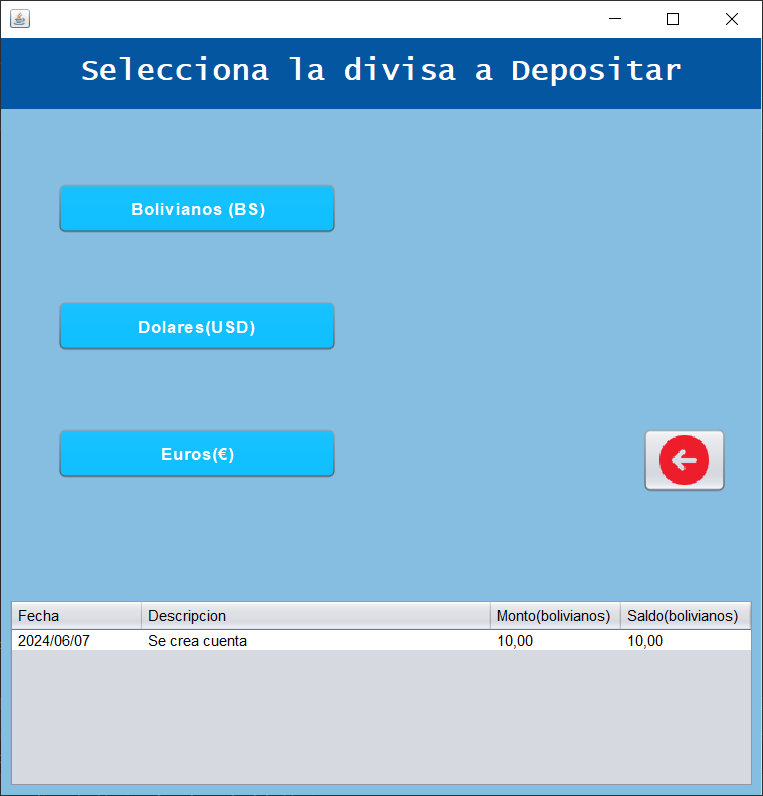 Selecciona la divisa a Depositar
Bolivianos (BS)
Dolares(USD)
Euros(€)
Fecha Descripcion Monto(bolivianos) Saldo(bolivianos)
2024/06/07 Se crea cuenta 10,00 10,00